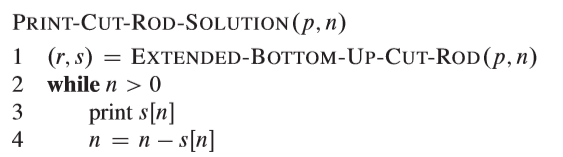 PRINT-CUT-ROD-SOLUTION(p, n)
1 (r, s) = EXTENDED-BOTTOM-UP-CUT-ROD(p, n)
2 while n > 0
3 print s[n]
4 n = n − s[n]